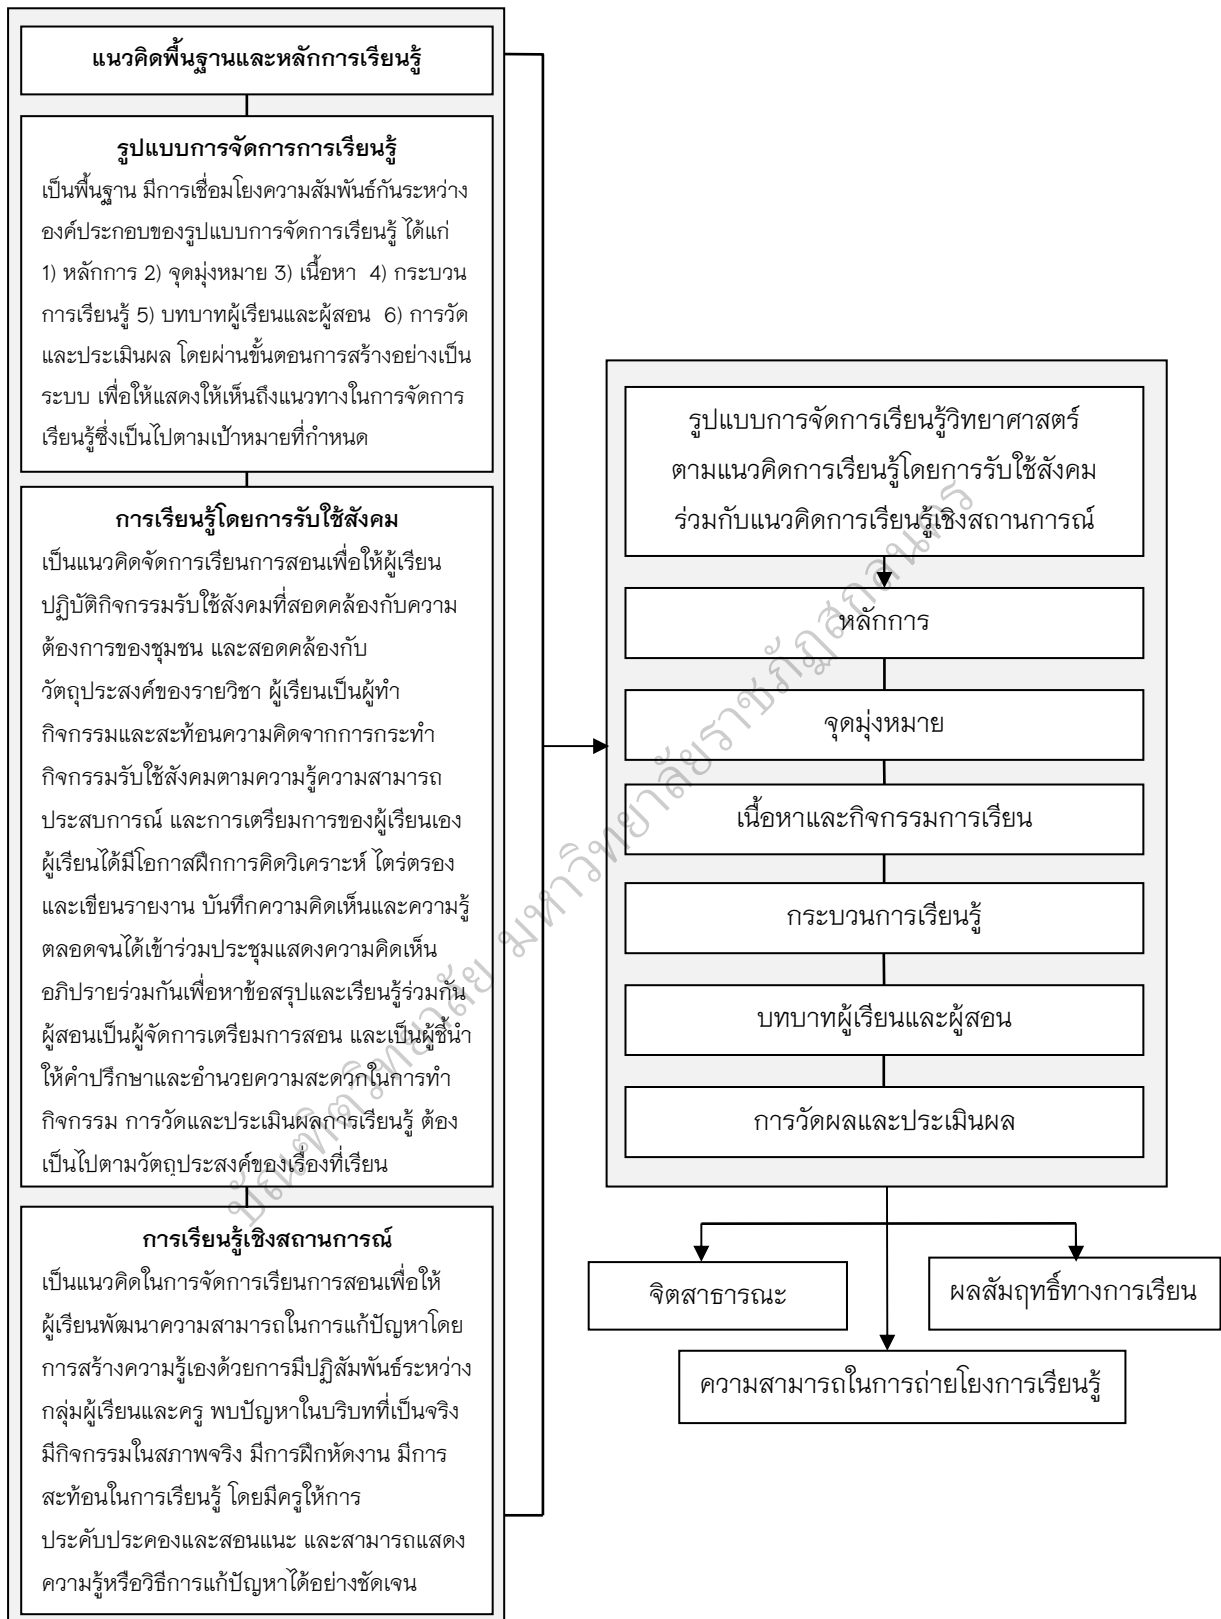 แนวคิดพื้นฐานและหลักการเรียนรู้
รูปแบบการจัดการการเรียนรู้
เป็นพื้นฐาน มีการเชื่อมโยงความสัมพันธ์กันระหว่าง
องค์ประกอบของรูปแบบการจัดการเรียนรู้ ได้แก่
1) หลักการ 2) จุดมุ่งหมาย 3) เนื้อหา 4) กระบวน
การเรียนรู้ 5) บทบาทผู้เรียนและผู้สอน 6) การวัด
และประเมินผล โดยผ่านขั้นตอนการสร้างอย่างเป็น
ระบบ เพื่อให้แสดงให้เห็นถึงแนวทางในการจัดการ
เรียนรู้ซึ่งเป็นไปตามเป้าหมายที่กำหนด
การเรียนรู้โดยการรับใช้สังคม
เป็นแนวคิดจัดการเรียนการสอนเพื่อให้ผู้เรียน
ปฏิบัติกิจกรรมรับใช้สังคมที่สอดคล้องกับความ
ต้องการของชุมชน และสอดคล้องกับ
วัตถุประสงค์ของรายวิชา ผู้เรียนเป็นผู้ทำ
กิจกรรมและสะท้อนความคิดจากการกระทำ
กิจกรรมรับใช้สังคมตามความรู้ความสามารถ
ประสบการณ์ และการเตรียมการของผู้เรียนเอง
ผู้เรียนได้มีโอกาสฝึกการคิดวิเคราะห์ ไตร่ตรอง
และเขียนรายงาน บันทึกความคิดเห็นและความรู้
ตลอดจนได้เข้าร่วมประชุมแสดงความคิดเห็น
อภิปรายร่วมกันเพื่อหาข้อสรุปและเรียนรู้ร่วมกัน
ผู้สอนเป็นผู้จัดการเตรียมการสอน และเป็นผู้ชี้นำ
ให้คำปรึกษาและอำนวยความสะดวกในการทำ
กิจกรรม การวัดและประเมินผลการเรียนรู้ ต้อง
เป็นไปตามวัตถุประสงค์ของเรื่องที่เรียน
การเรียนรู้เชิงสถานการณ์
เป็นแนวคิดในการจัดการเรียนการสอนเพื่อให้
ผู้เรียนพัฒนาความสามารถในการแก้ปัญหาโดย
การสร้างความรู้เองด้วยการมีปฏิสัมพันธ์ระหว่าง
กลุ่มผู้เรียนและครู พบปัญหาในบริบทที่เป็นจริง
มีกิจกรรมในสภาพจริง มีการฝึกหัดงาน มีการ
สะท้อนในการเรียนรู้ โดยมีครูให้การ
ประคับประคองและสอนแนะ และสามารถแสดง
ความรู้หรือวิธีการแก้ปัญหาได้อย่างชัดเจน
รูปแบบการจัดการเรียนรู้วิทยาศาสตร์
ตามแนวคิดการเรียนรู้โดยการรับใช้สังคม
ร่วมกับแนวคิดการเรียนรู้เชิงสถานการณ์
หลักการ
จุดมุ่งหมาย
เนื้อหาและกิจกรรมการเรียน
กระบวนการเรียนรู้
บทบาทผู้เรียนและผู้สอน
การวัดผลและประเมินผล
จิตสาธารณะ
ผลสัมฤทธิ์ทางการเรียน
ความสามารถในการถ่ายโยงการเรียนรู้
บัณฑิตวิทยาลัย มหาวิทยาลัยราชภัฏสกลนคร